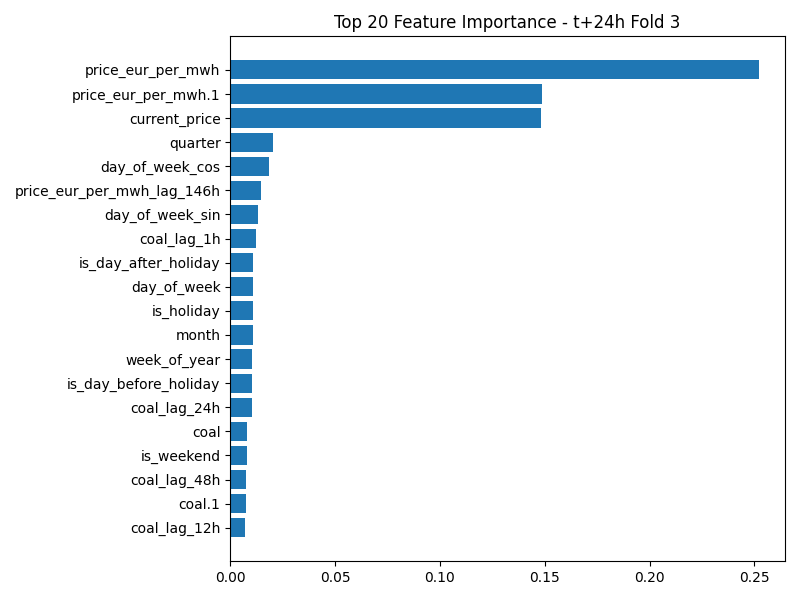 Top 20 Feature Importance - t+24h Fold 3
price_eur_per_mwh
price_eur_per_mwh.1
current_price
quarter
day_of_week_cos
price_eur_per_mwh_lag_146h
day_of_week_sin
coal_lag_1h
is_day_after_holiday
day_of_week
is_holiday
month
week_of_year
is_day_before_holiday
coal_lag_24h
coal
is_weekend
coal_lag_48h
coal.1
coal_lag_12h
0.00 0.05 0.10 0.15 0.20 0.25